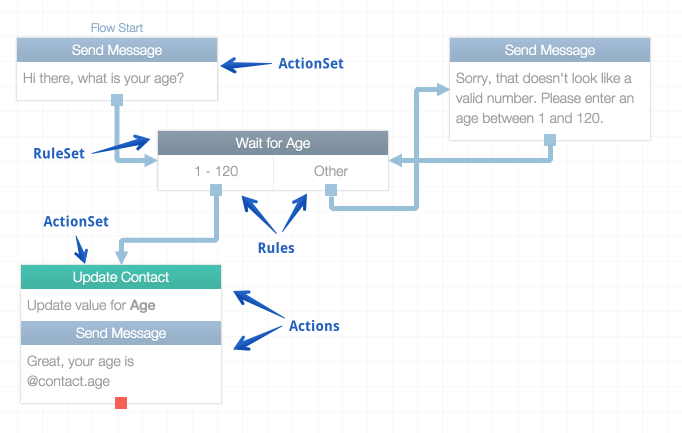 Flow Start
Send Message
Hi there, what is your age?
ActionSet
Send Message
Sorry, that doesn't look like a
valid number. Please enter an
age between 1 and 120.
RuleSet
Wait for Age
1 - 120
Other
Rules
ActionSet
Update Contact
Update value for Age
Send Message
Great, your age is
@contact.age
Actions